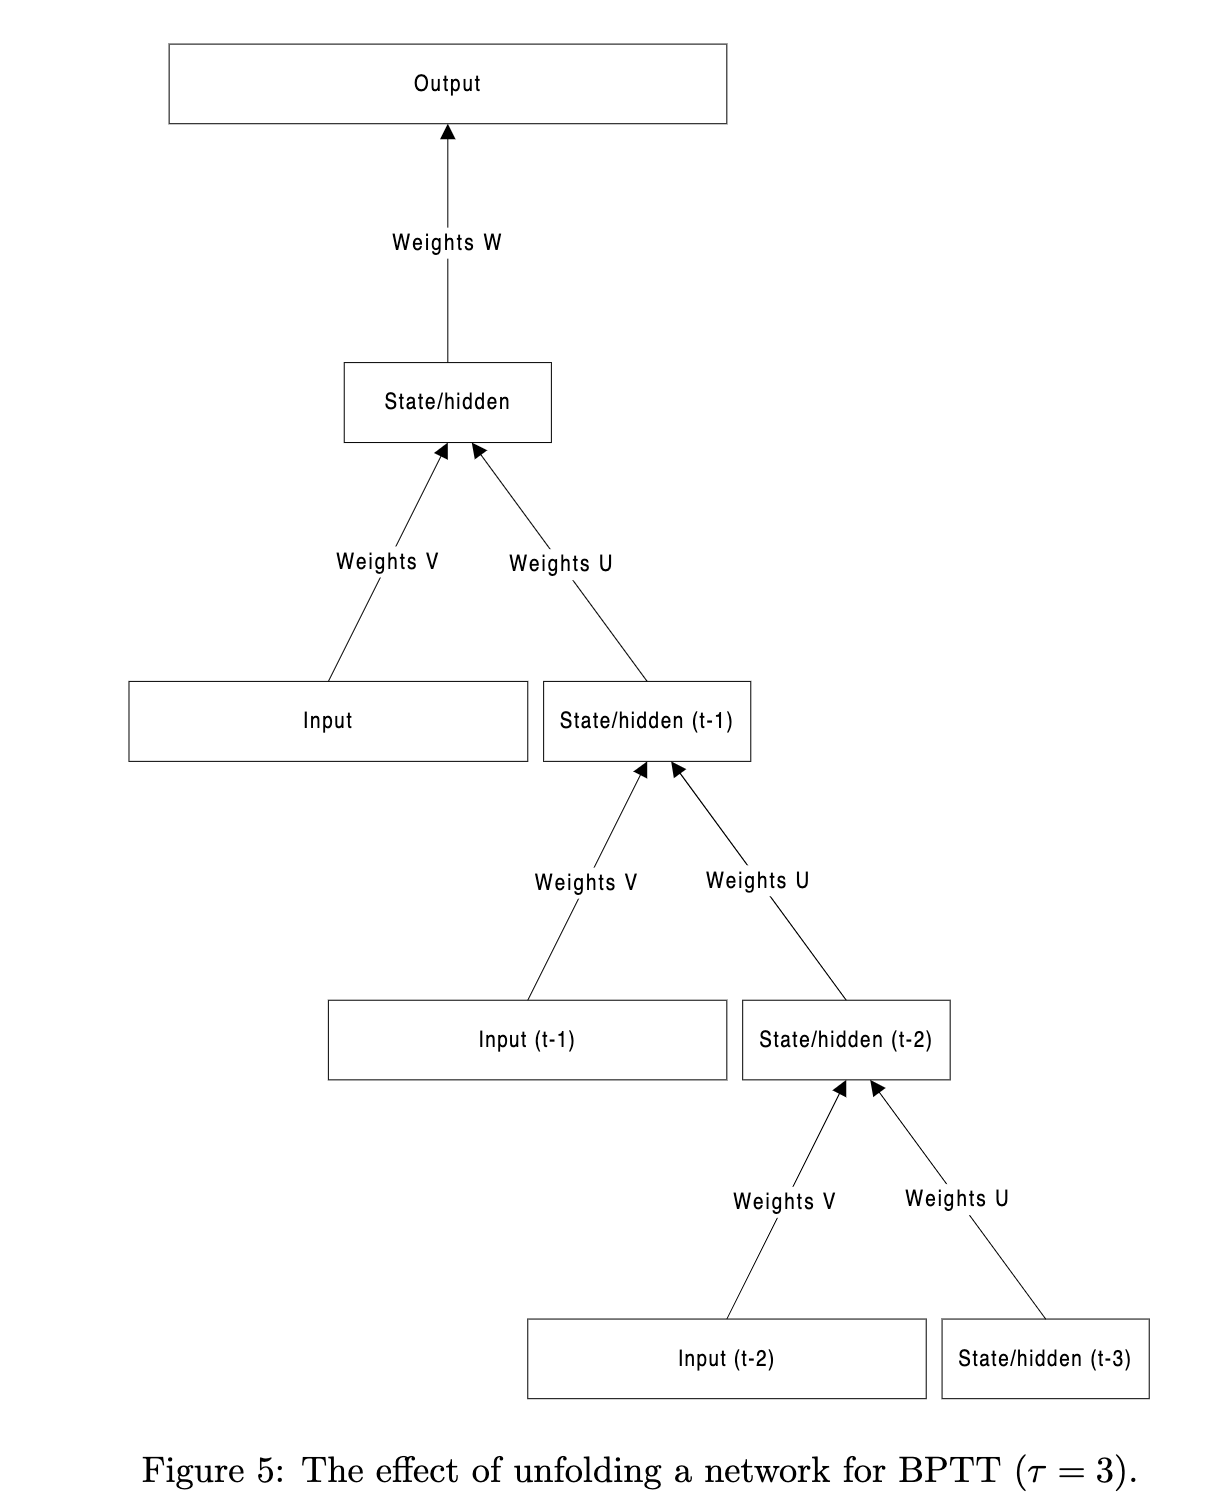 Output
Weights W
State/hidden
Weights V
Weights U
Input
State/hidden (t-1)
Weights V
Weights U
Input (t-1)
State/hidden (t-2)
Weights V
Weights U
Input (t-2)
State/hidden (t-3)
Figure 5: The effect of unfolding a network for BPTT (τ = 3).